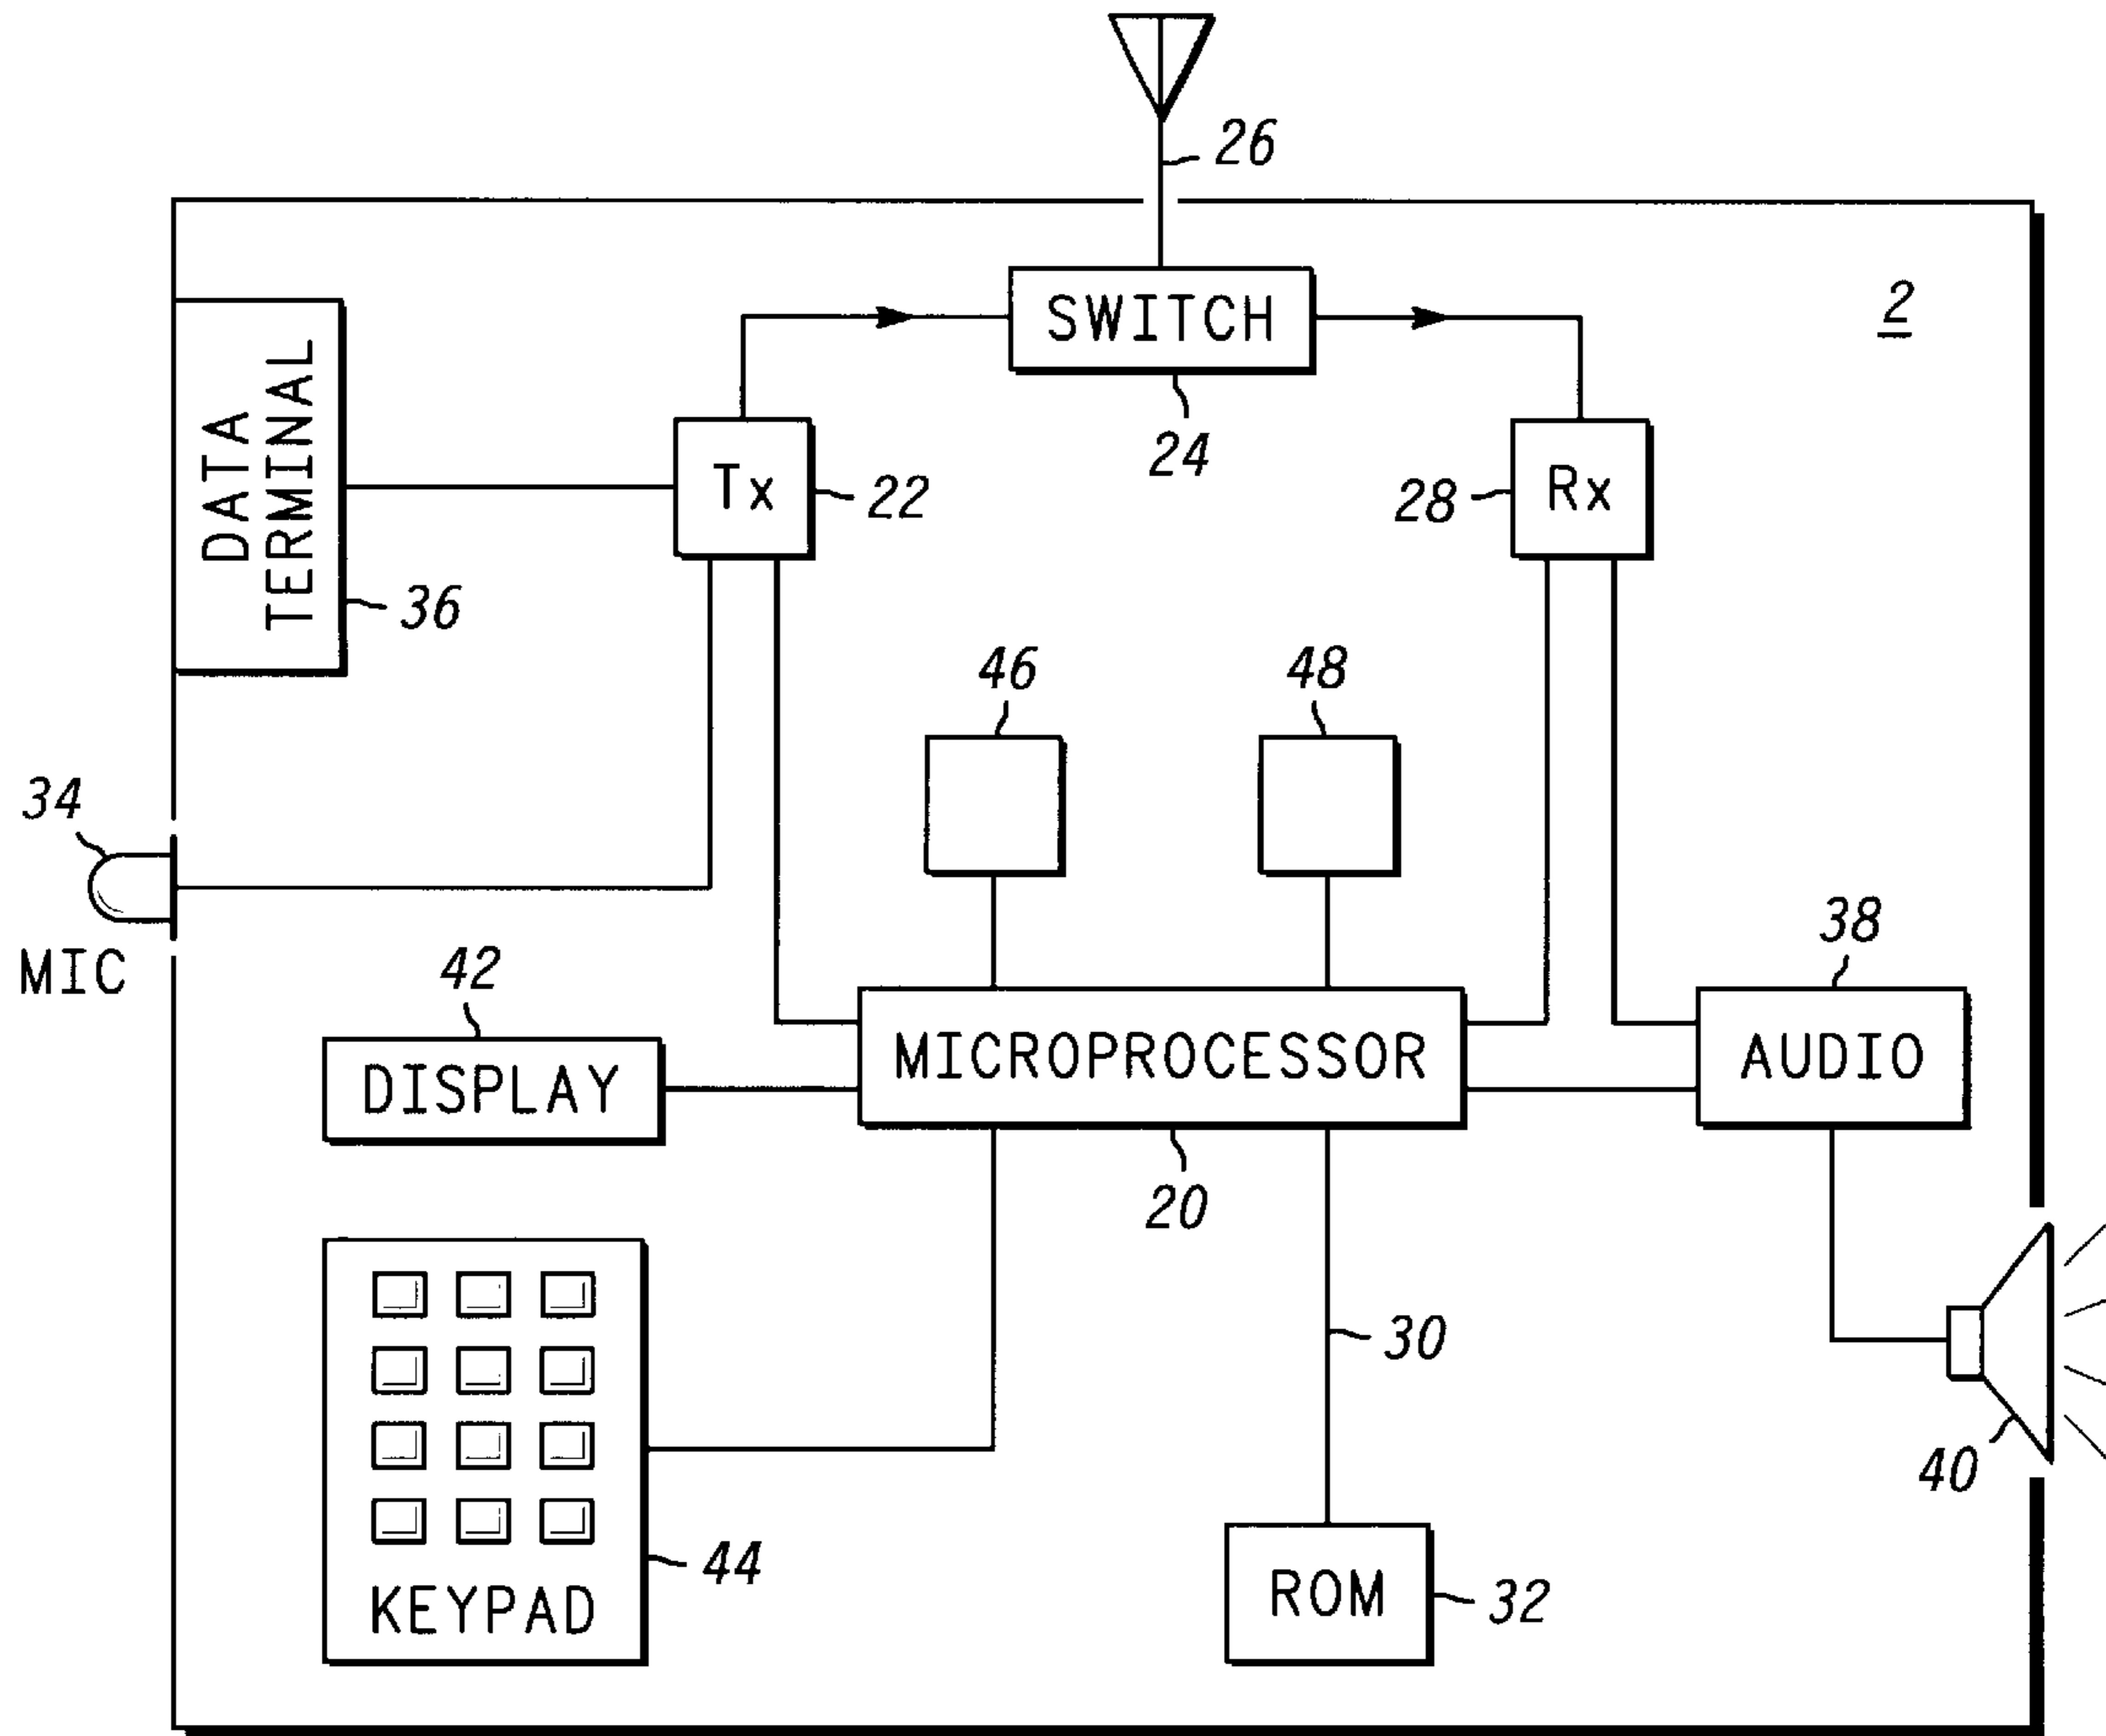 26
2
SWITCH
24
DATA
TERMINAL
36
Tx
22
28
Rx
46
48
34
MIC
42
DISPLAY
MICROPROCESSOR
20
38
AUDIO
30
40
KEYPAD
44
ROM
32